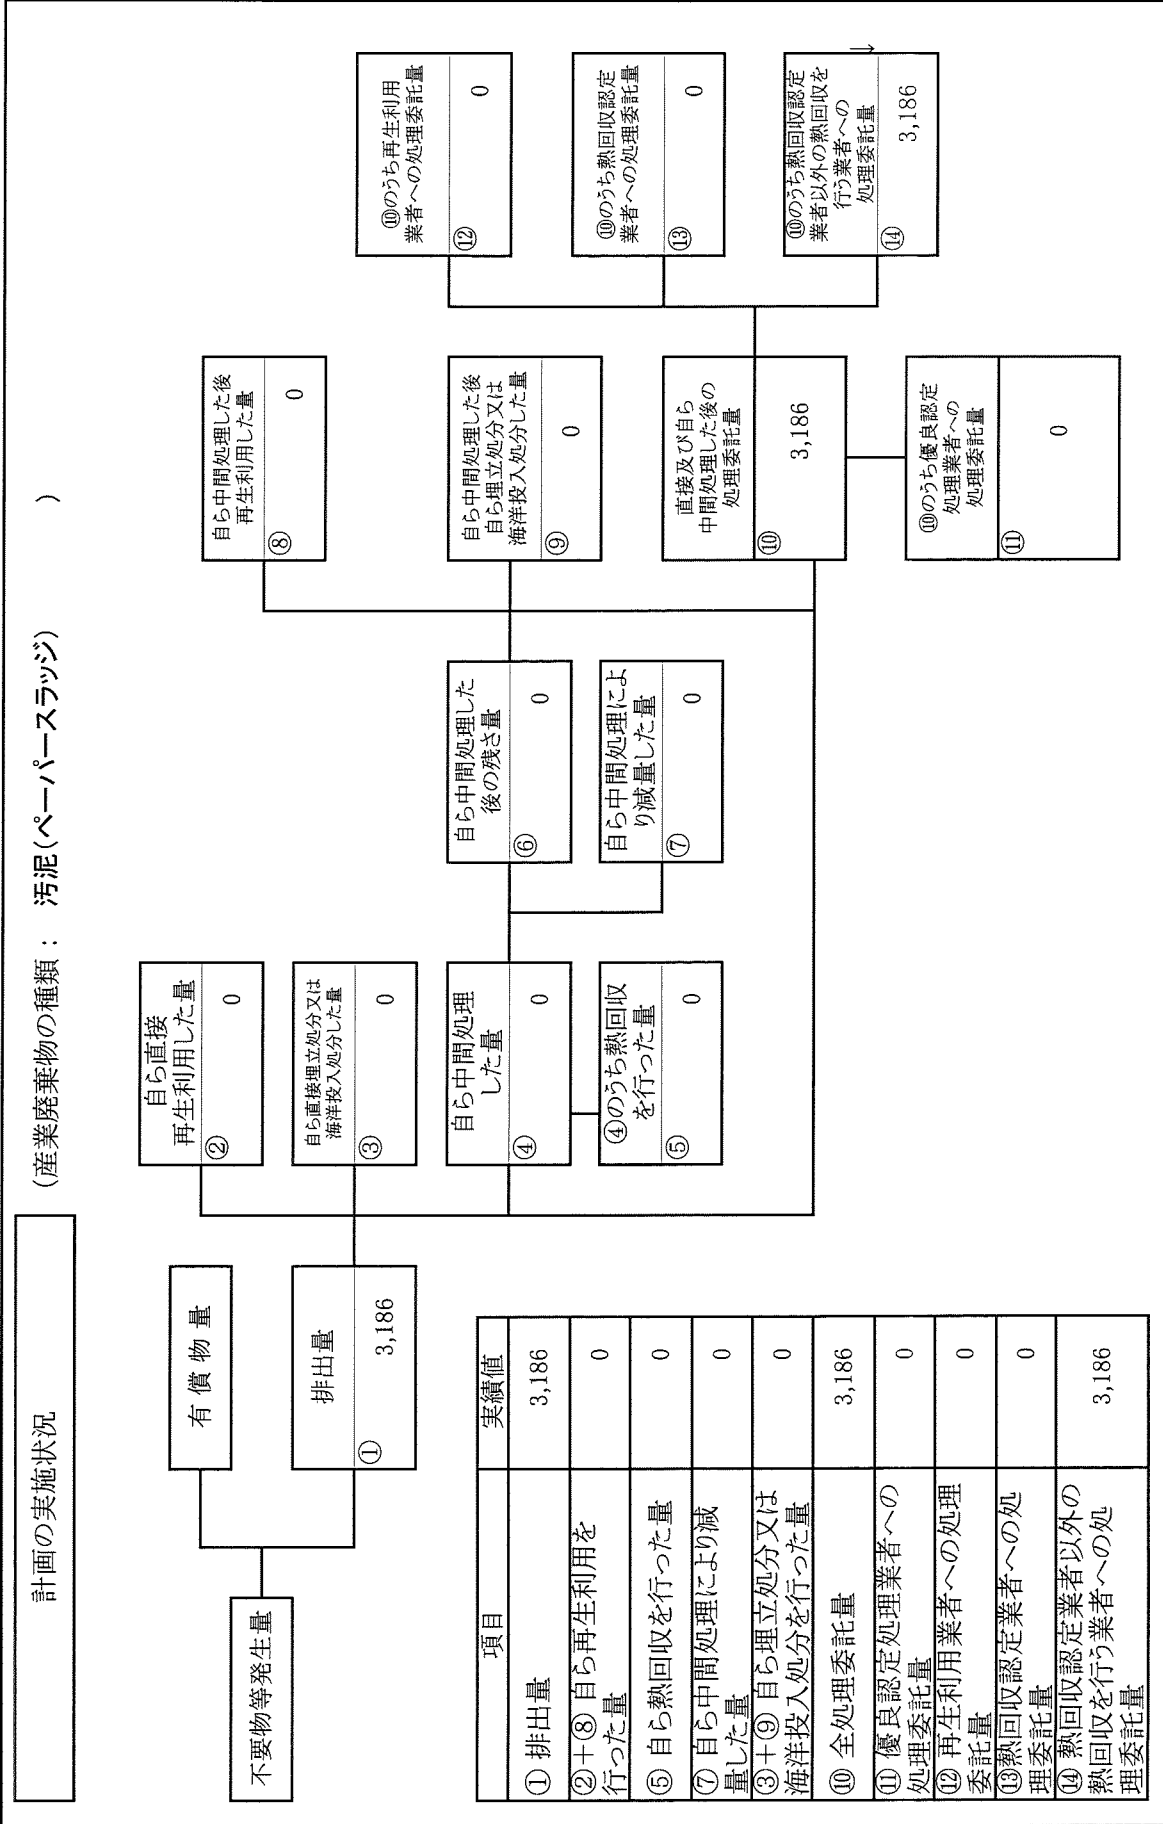 計画の実施状況
(産業廃棄物の種類： 汚泥(ペーパースラッジ) )
不要物等発生量
有 償 物 量
排出量
① 3,186
自ら直接
再生利用した量
② 0
自ら直接埋立処分又は
海洋投入処分した量
③ 0
自ら中間処理
した量
④ 0
④のうち熱回収
を行った量
⑤ 0
自ら中間処理した
後の残さ量
⑥ 0
自ら中間処理によ
り減量した量
⑦ 0
自ら中間処理した後
再生利用した量
⑧ 0
自ら中間処理した後
自ら埋立処分又は
海洋投入処分した量
⑨ 0
直接及び自ら
中間処理した後の
処理委託量
⑩ 3,186
⑩のうち優良認定
処理業者への
処理委託量
⑪ 0
⑩のうち再生利用
業者への処理委託量
⑫ 0
⑩のうち熱回収認定
業者への処理委託量
⑬ 0
⑩のうち熱回収認定
業者以外の熱回収を
行う業者への
処理委託量
⑭ 3,186
項目 実績値
① 排出量 3,186
②＋⑧ 自ら再生利用を
行った量 0
⑤ 自ら熱回収を行った量 0
⑦ 自ら中間処理により減
量した量 0
③＋⑨ 自ら埋立処分又は
海洋投入処分を行った量 0
⑩ 全処理委託量 3,186
⑪ 優良認定処理業者への
処理委託量 0
⑫ 再生利用業者への処理
委託量 0
⑬熱回収認定業者への処
理委託量 0
⑭ 熱回収認定業者以外の
熱回収を行う業者への処
理委託量 3,186